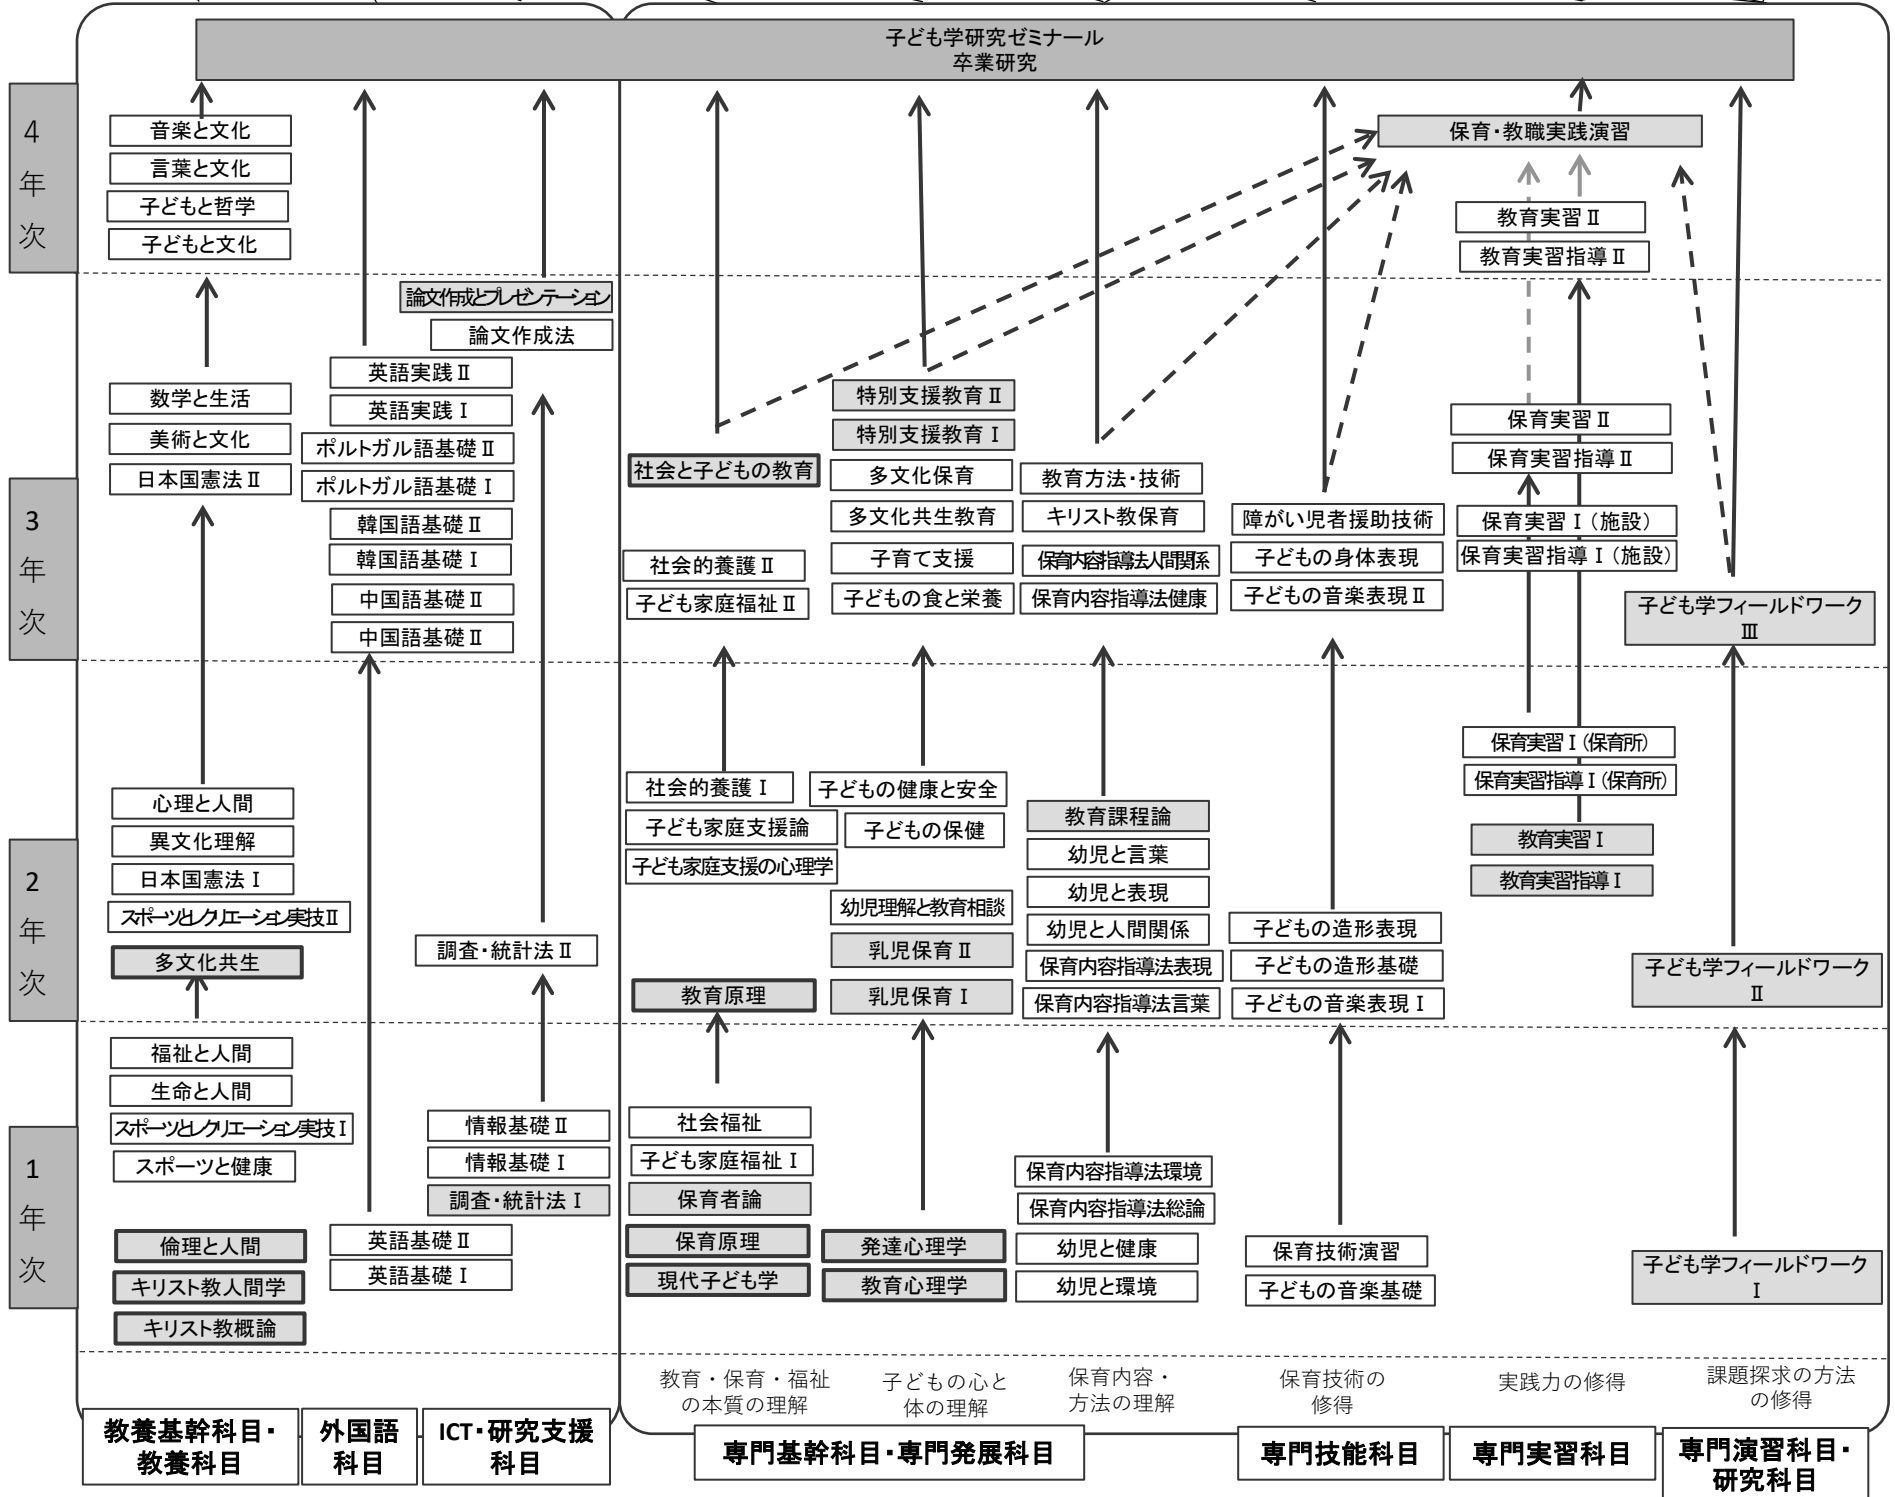 子ども学研究ゼミナール
卒業研究
4
年
次
音楽と文化
言葉と文化
子どもと哲学
子どもと文化
保育・教職実践演習
教育実習Ⅱ
教育実習指導Ⅱ
3
年
次
数学と生活
美術と文化
日本国憲法Ⅱ
英語実践Ⅱ
英語実践Ⅰ
ポルトガル語基礎Ⅱ
ポルトガル語基礎Ⅰ
韓国語基礎Ⅱ
韓国語基礎Ⅰ
中国語基礎Ⅱ
中国語基礎Ⅱ
論文作成とプレゼンテーション
論文作成法
社会と子どもの教育
社会的養護Ⅱ
子ども家庭福祉Ⅱ
特別支援教育Ⅱ
特別支援教育Ⅰ
多文化保育
多文化共生教育
子育て支援
子どもの食と栄養
教育方法・技術
キリスト教保育
保育内容指導法人間関係
保育内容指導法健康
障がい児者援助技術
子どもの身体表現
子どもの音楽表現Ⅱ
保育実習Ⅱ
保育実習指導Ⅱ
保育実習Ⅰ(施設)
保育実習指導Ⅰ(施設)
子ども学フィールドワーク
Ⅲ
2
年
次
心理と人間
異文化理解
日本国憲法Ⅰ
スポーツとレクリエーション実技Ⅱ
多文化共生
調査・統計法Ⅱ
社会的養護Ⅰ
子ども家庭支援論
子ども家庭支援の心理学
教育原理
子どもの健康と安全
子どもの保健
幼児理解と教育相談
乳児保育Ⅱ
乳児保育Ⅰ
教育課程論
幼児と言葉
幼児と表現
幼児と人間関係
保育内容指導法表現
保育内容指導法言葉
子どもの造形表現
子どもの造形基礎
子どもの音楽表現Ⅰ
保育実習Ⅰ(保育所)
保育実習指導Ⅰ(保育所)
教育実習Ⅰ
教育実習指導Ⅰ
子ども学フィールドワーク
Ⅱ
1
年
次
福祉と人間
生命と人間
スポーツとレクリエーション実技Ⅰ
スポーツと健康
倫理と人間
キリスト教人間学
キリスト教概論
英語基礎Ⅱ
英語基礎Ⅰ
情報基礎Ⅱ
情報基礎Ⅰ
調査・統計法Ⅰ
社会福祉
子ども家庭福祉Ⅰ
保育者論
保育原理
現代子ども学
発達心理学
教育心理学
保育内容指導法環境
保育内容指導法総論
幼児と健康
幼児と環境
保育技術演習
子どもの音楽基礎
子ども学フィールドワーク
Ⅰ
教育・保育・福祉
の本質の理解
子どもの心と
体の理解
保育内容・
方法の理解
保育技術の
修得
実践力の修得
課題探求の方法
の修得
教養基幹科目・
教養科目
外国語
科目
ICT・研究支援
科目
専門基幹科目・専門発展科目
専門技能科目
専門実習科目
専門演習科目・
研究科目